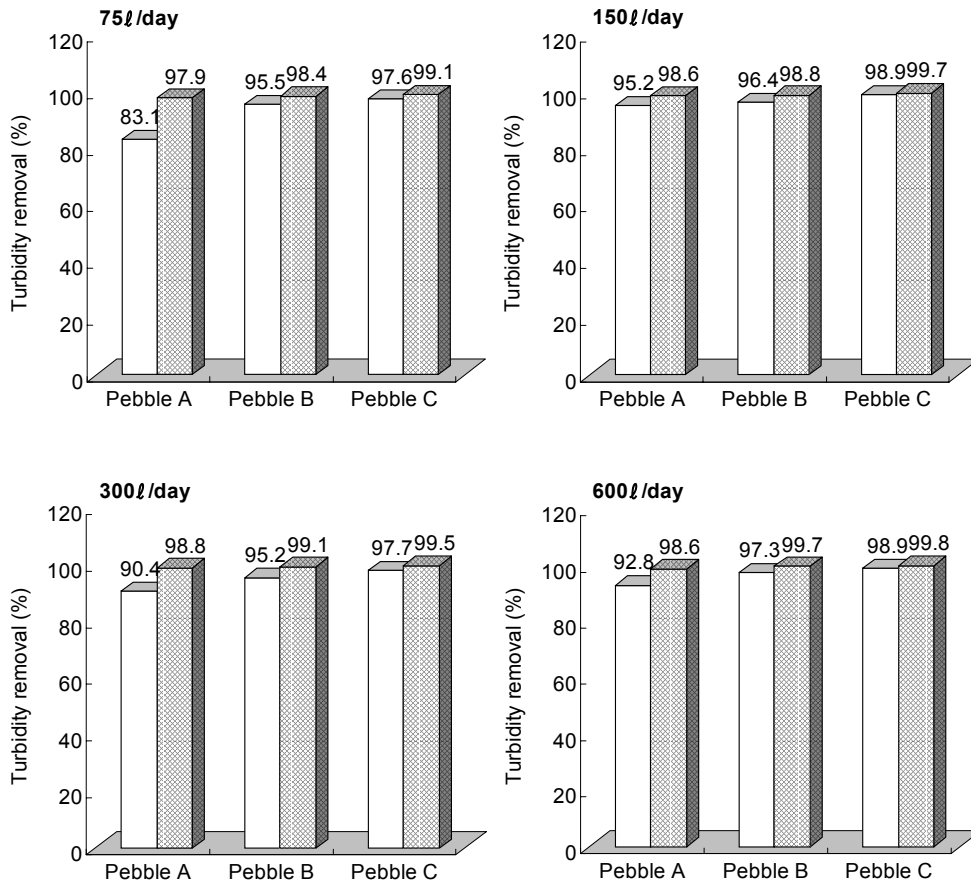 75ℓ/day
120
100
80
60
40
20
0
Turbidity removal (%)
83.1 97.9 95.5 98.4 97.6 99.1
Pebble A Pebble B Pebble C
150ℓ/day
120
100
80
60
40
20
0
Turbidity removal (%)
95.2 98.6 96.4 98.8 98.9 99.7
Pebble A Pebble B Pebble C
300ℓ/day
120
100
80
60
40
20
0
Turbidity removal (%)
90.4 98.8 95.2 99.1 97.7 99.5
Pebble A Pebble B Pebble C
600ℓ/day
120
100
80
60
40
20
0
Turbidity removal (%)
92.8 98.6 97.3 99.7 98.9 99.8
Pebble A Pebble B Pebble C